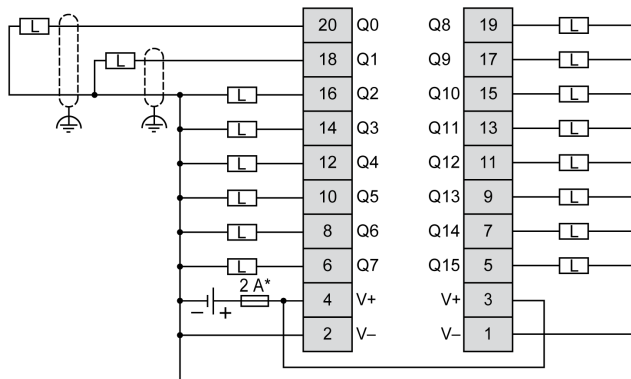 L 20 Q0 Q8 19 L
L 18 Q1 Q9 17 L
L 16 Q2 Q10 15 L
L 14 Q3 Q11 13 L
L 12 Q4 Q12 11 L
L 10 Q5 Q13 9 L
L 8 Q6 Q14 7 L
L 6 Q7 Q15 5 L
2 A*
− + 4 V+ V+ 3
2 V− V− 1